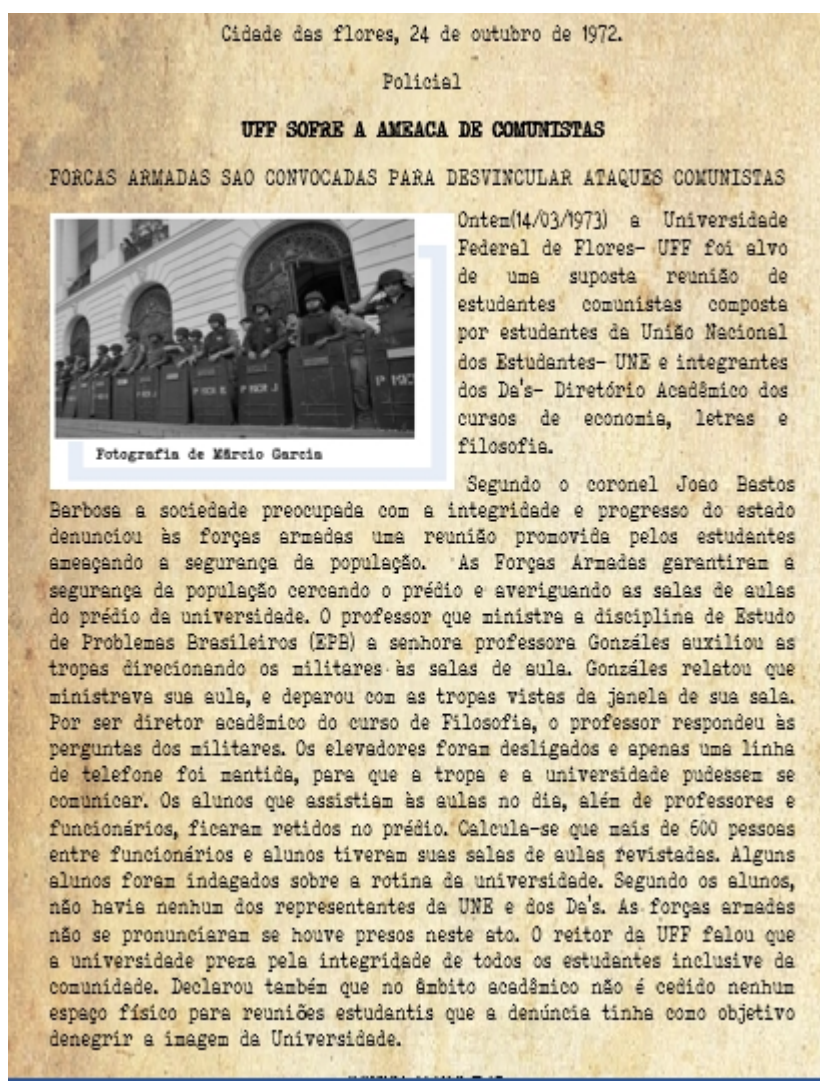 Cidade das flores, 24 de outubro de 1972.
Policial
UFF SOFRE A AMEACA DE COMUNISTAS
FORCAS ARMADAS SAO CONVOCADAS PARA DESVINCULAR ATAQUES COMUNISTAS
Ontem(14/03/1973) a Universidade
Federal de Flores- UFF foi alvo
de uma suposta reunião de
estudantes comunistas composta
por estudantes da União Nacional
dos Estudantes- UNE e integrantes
dos Da's- Diretório Acadêmico dos
cursos de economia, letras e
filosofia.
Fotografia de Márcio Garcia
Segundo o coronel Joao Bastos
Barbosa a sociedade preocupada com a integridade e progresso do estado
denunciou às forças armadas uma reunião promovida pelos estudantes
ameaçando a segurança da população. As Forças Armadas garantiram a
segurança da população cercando o prédio e averiguando as salas de aulas
do prédio da universidade. O professor que ministra a disciplina de Estudo
de Problemas Brasileiros (EPB) a senhora professora Gonzáles auxiliou as
tropas direcionando os militares às salas de aula. Gonzáles relatou que
ministrava sua aula, e deparou com as tropas vistas da janela de sua sala.
Por ser diretor acadêmico do curso de Filosofia, o professor respondeu às
perguntas dos militares. Os elevadores foram desligados e apenas uma linha
de telefone foi mantida, para que a tropa e a universidade pudessem se
comunicar. Os alunos que assistiam às aulas no dia, além de professores e
funcionários, ficaram retidos no prédio. Calcula-se que mais de 600 pessoas
entre funcionários e alunos tiveram suas salas de aulas revistadas. Alguns
alunos foram indagados sobre a rotina da universidade. Segundo os alunos,
não havia nenhum dos representantes da UNE e dos Da's. As forças armadas
não se pronunciaram se houve presos neste ato. O reitor da UFF falou que
a universidade preza pela integridade de todos os estudantes inclusive da
comunidade. Declarou também que no âmbito acadêmico não é cedido nenhum
espaço físico para reuniões estudantis que a denúncia tinha como objetivo
denegrir a imagem da Universidade.